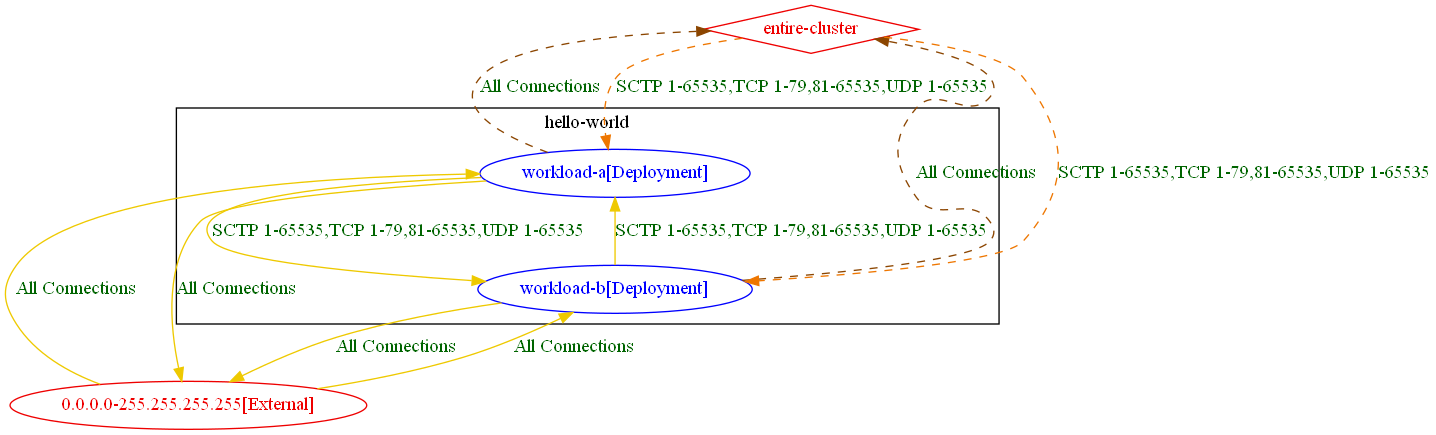 entire-cluster
All Connections
SCTP 1-65535,TCP 1-79,81-65535,UDP 1-65535
hello-world
workload-a[Deployment]
All Connections
SCTP 1-65535,TCP 1-79,81-65535,UDP 1-65535
SCTP 1-65535,TCP 1-79,81-65535,UDP 1-65535
SCTP 1-65535,TCP 1-79,81-65535,UDP 1-65535
All Connections
All Connections
workload-b[Deployment]
All Connections
All Connections
0.0.0.0-255.255.255.255[External]